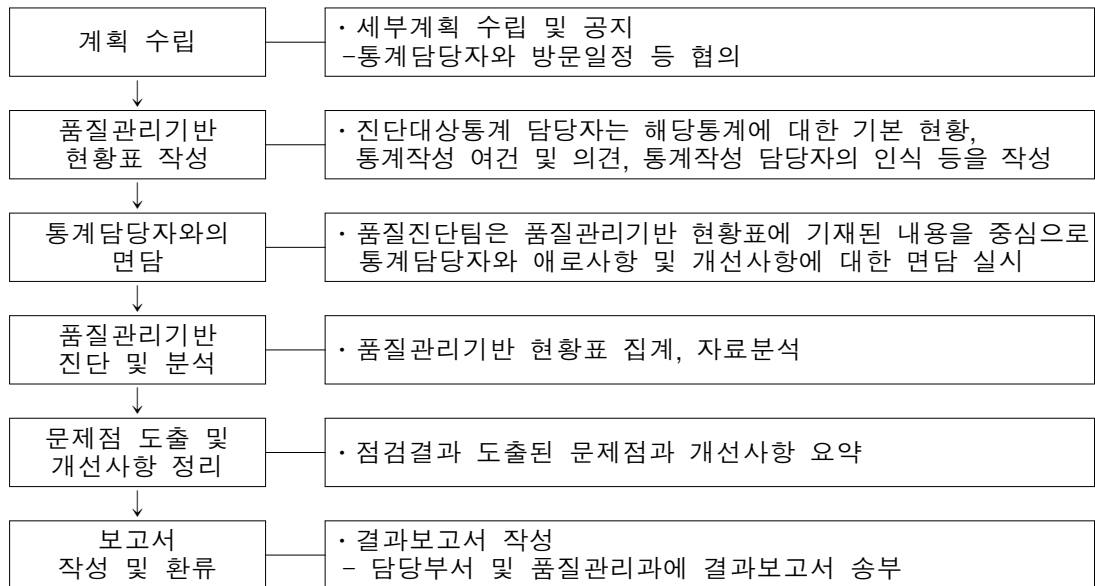 계획 수립
· 세부계획 수립 및 공지
-통계담당자와 방문일정 등 협의
품질관리기반
현황표 작성
· 진단대상통계 담당자는 해당통계에 대한 기본 현황,
통계작성 여건 및 의견, 통계작성 담당자의 인식 등을 작성
통계담당자와의
면담
· 품질진단팀은 품질관리기반 현황표에 기재된 내용을 중심으로
통계담당자와 애로사항 및 개선사항에 대한 면담 실시
품질관리기반
진단 및 분석
· 품질관리기반 현황표 집계, 자료분석
문제점 도출 및
개선사항 정리
· 점검결과 도출된 문제점과 개선사항 요약
보고서
작성 및 환류
· 결과보고서 작성
- 담당부서 및 품질관리과에 결과보고서 송부